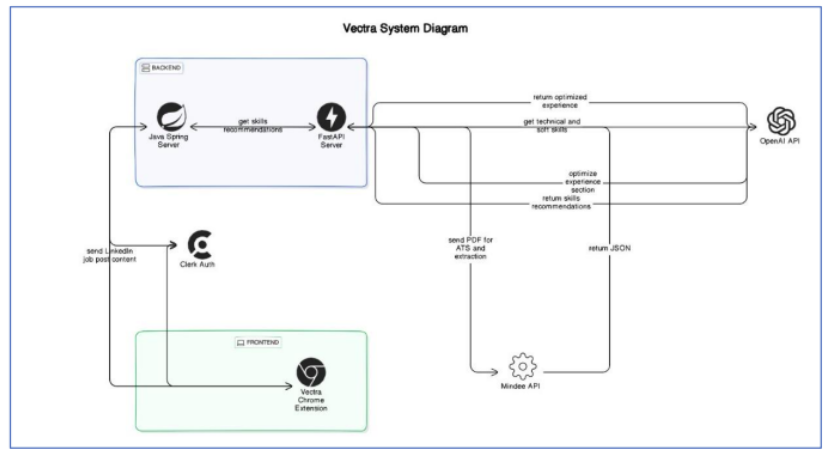 Vectra System Diagram
BACKEND
return optimized
experience
get skills
recommendations
get technical and
soft skills
Java Spring
Server
FastAPI
Server
OpenAI API
optimize
experience
section
return skills
recommendations
send LinkedIn
job post content
Clerk Auth
send PDF for
ATS and
extraction
return JSON
FRONTEND
Vectra
Chrome
Extension
Mindee API